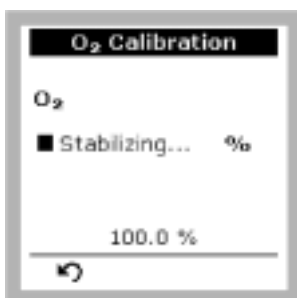 O₂ Calibration
O₂
■ Stabilizing... %
100.0 %